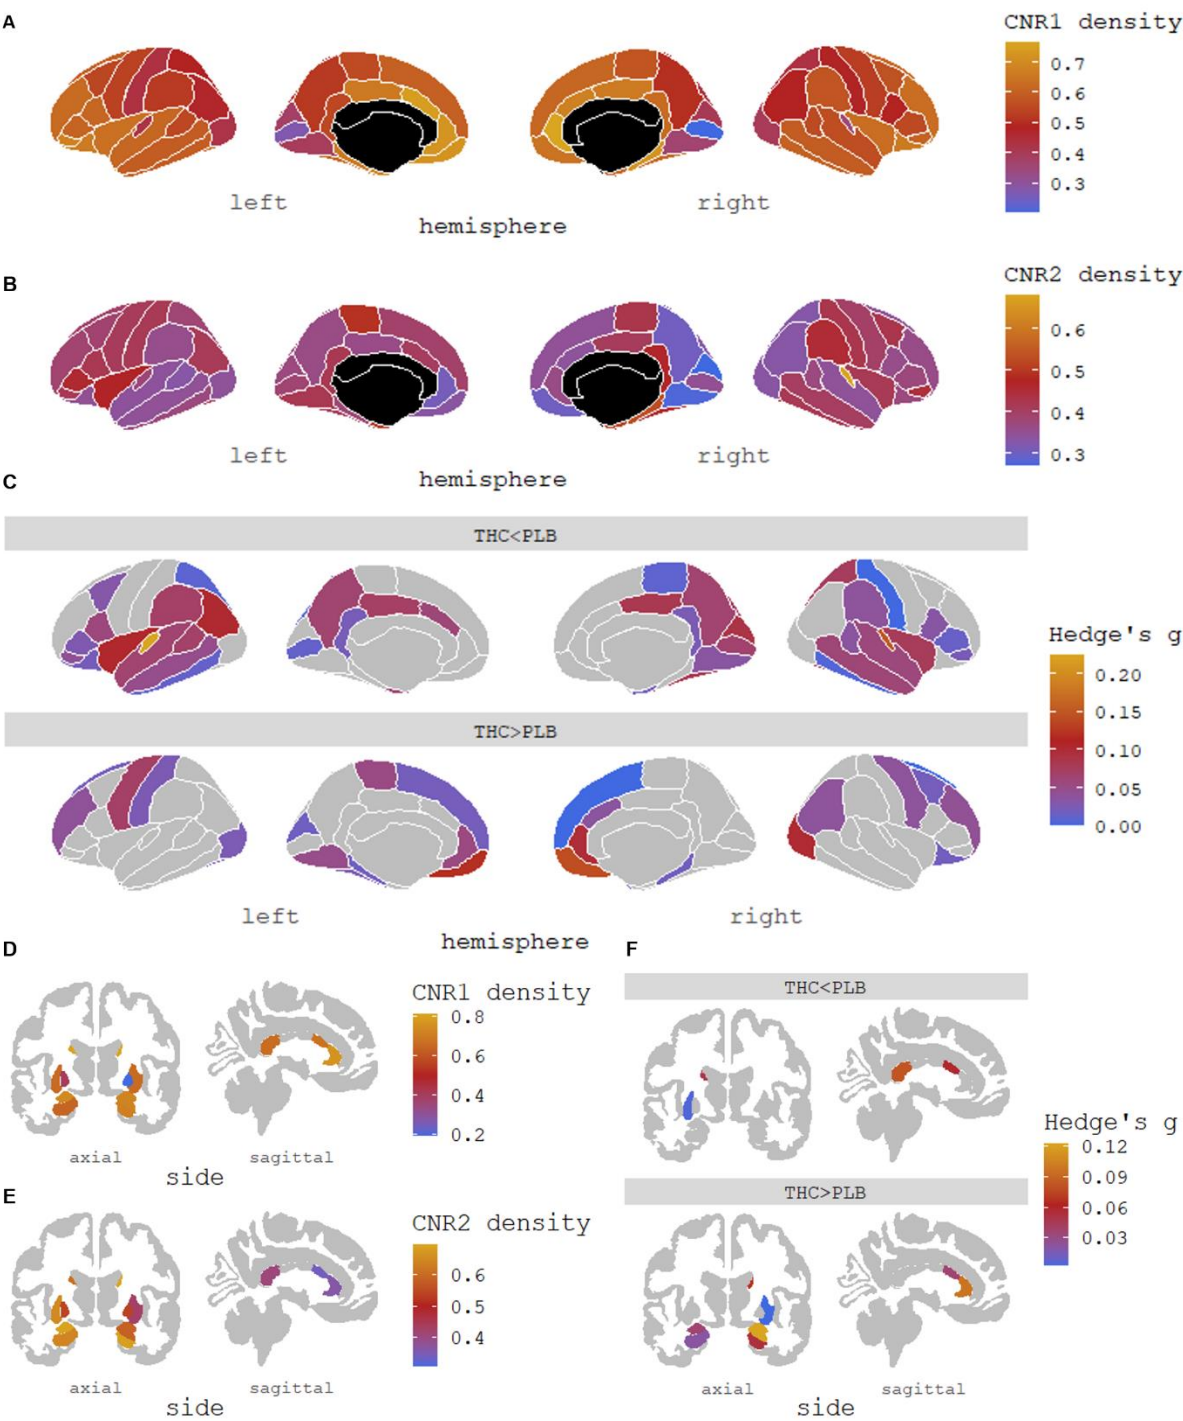 A
CNR1 density
0.7
0.6
0.5
0.4
0.3
left
right
hemisphere
B
CNR2 density
0.6
0.5
0.4
0.3
left
right
hemisphere
C
THC<PLB
Hedge's g
0.20
0.15
0.10
0.05
0.00
THC>PLB
left
right
hemisphere
D
CNR1 density
0.8
0.6
0.4
0.2
axial
sagittal
side
E
CNR2 density
0.6
0.5
0.4
axial
sagittal
side
F
THC<PLB
Hedge's g
0.12
0.09
0.06
0.03
THC>PLB
axial
sagittal
side